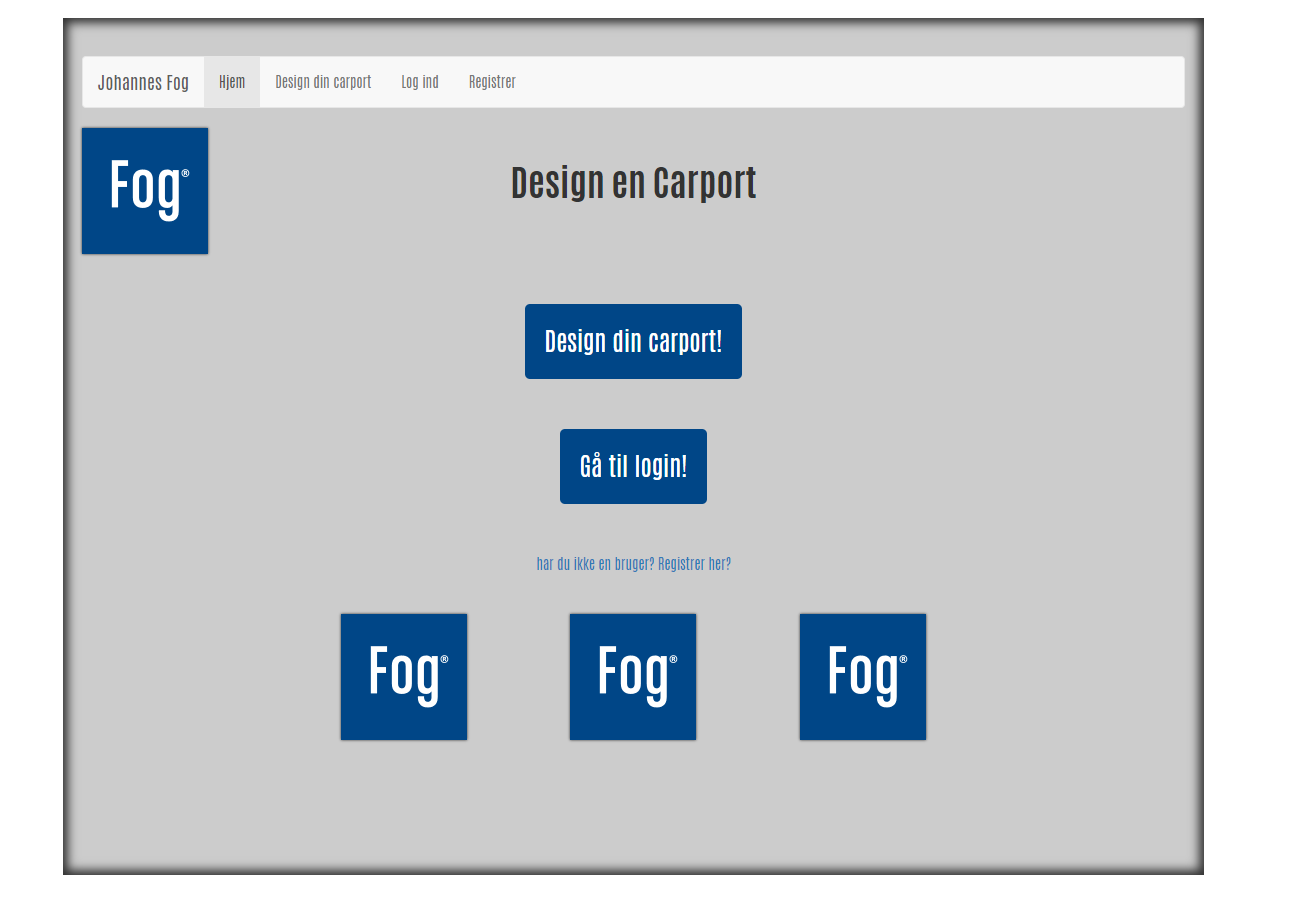 Johannes Fog Hjem Design din carport Log ind Registrer
Fog®
Design en Carport
Design din carport!
Gå til login!
har du ikke en bruger? Registrer her?
Fog® Fog® Fog®